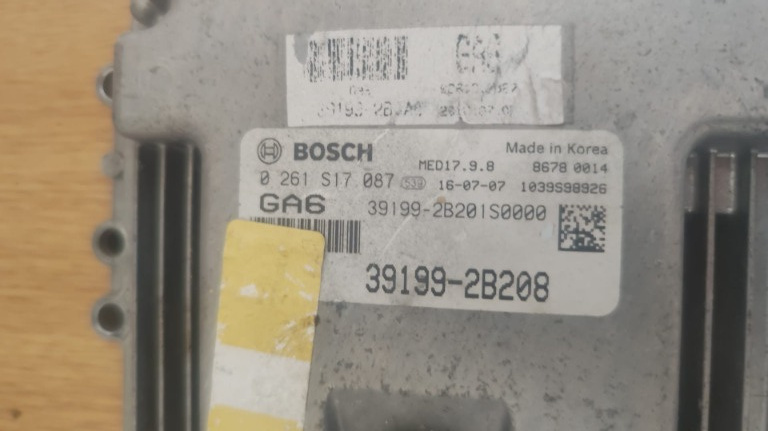 BOSCH
MED17.9.8
Made in Korea
8678 0014
0 261 S17 087
16-07-07 1039S98926
GA6
39199-2B201S0000
39199-2B208